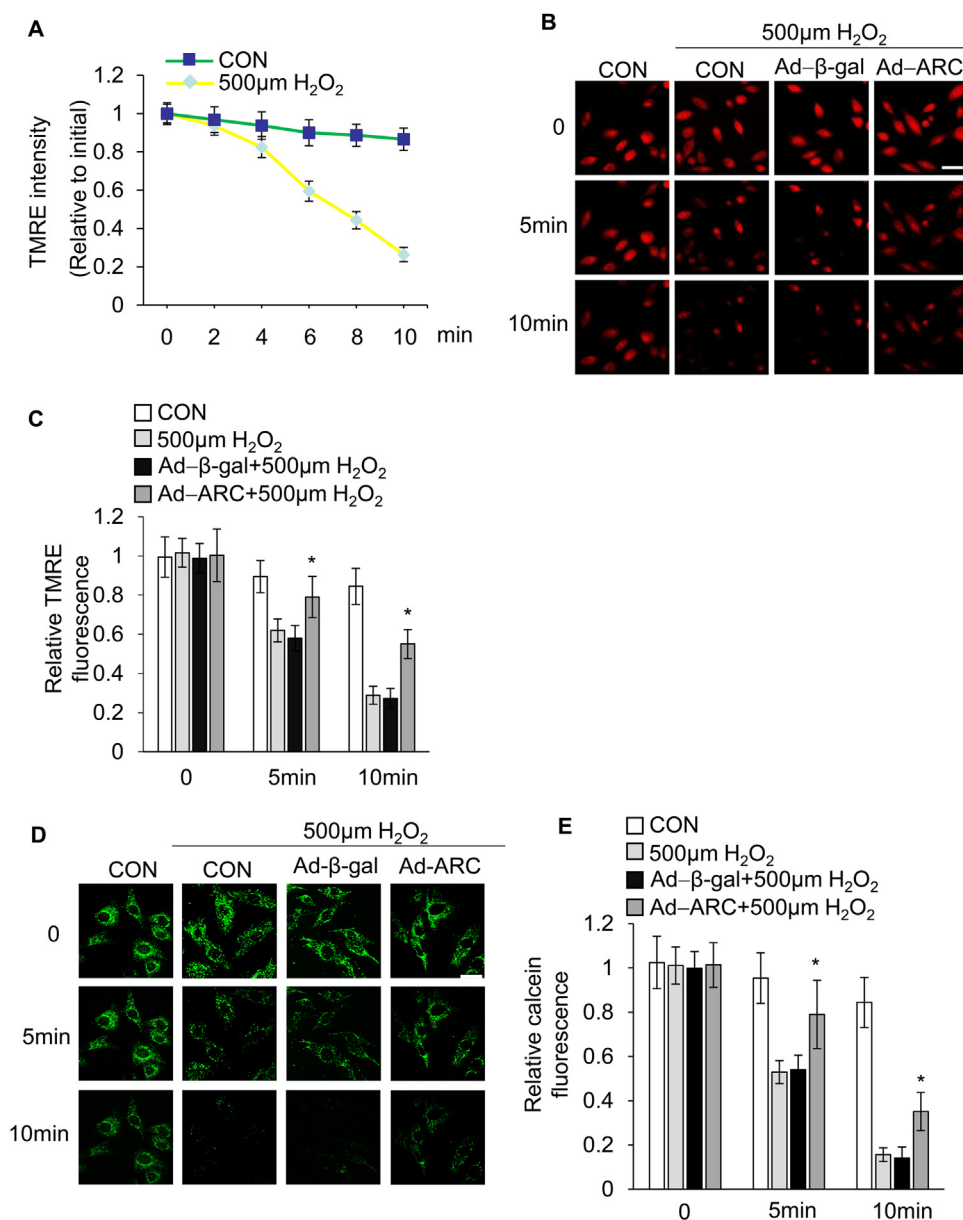 A
CON
500µm H₂O₂
TMRE intensity
(Relative to initial)
1.2
1
0.8
0.6
0.4
0.2
0
0 2 4 6 8 10 min
B
500µm H₂O₂
CON CON Ad–β-gal Ad–ARC
0
5min
10min
C
CON
500µm H₂O₂
Ad–β-gal+500µm H₂O₂
Ad–ARC+500µm H₂O₂
Relative TMRE
fluorescence
1.2
1
0.8
0.6
0.4
0.2
0
*
*
0 5min 10min
D
500µm H₂O₂
CON CON Ad-β-gal Ad-ARC
0
5min
10min
E
CON
500µm H₂O₂
Ad–β-gal+500µm H₂O₂
Ad–ARC+500µm H₂O₂
Relative calcein
fluorescence
1.2
1
0.8
0.6
0.4
0.2
0
*
*
0 5min 10min